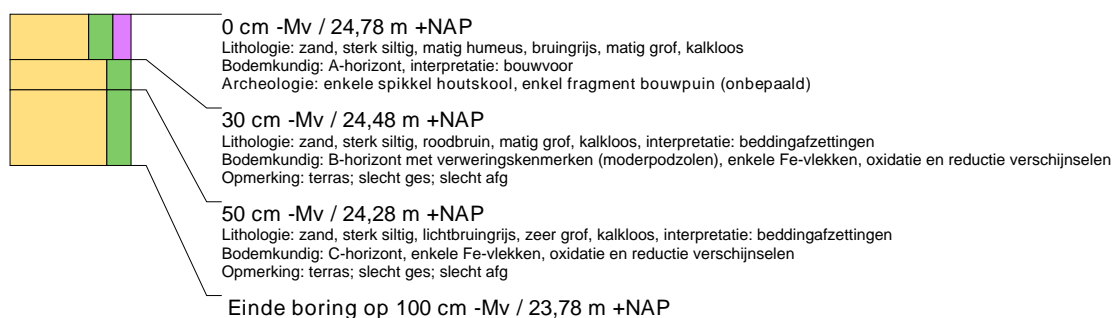 0 cm -Mv / 24,78 m +NAP
Lithologie: zand, sterk siltig, matig humeus, bruingrijs, matig grof, kalkloos
Bodemkundig: A-horizont, interpretatie: bouwvoor
Archeologie: enkele spikkel houtskool, enkel fragment bouwpuin (onbepaald)
30 cm -Mv / 24,48 m +NAP
Lithologie: zand, sterk siltig, roodbruin, matig grof, kalkloos, interpretatie: beddingafzettingen
Bodemkundig: B-horizont met verweringskenmerken (moderpodzolen), enkele Fe-vlekken, oxidatie en reductie verschijnselen
Opmerking: terras; slecht ges; slecht afg
50 cm -Mv / 24,28 m +NAP
Lithologie: zand, sterk siltig, lichtbruingrijs, zeer grof, kalkloos, interpretatie: beddingafzettingen
Bodemkundig: C-horizont, enkele Fe-vlekken, oxidatie en reductie verschijnselen
Opmerking: terras; slecht ges; slecht afg
Einde boring op 100 cm -Mv / 23,78 m +NAP